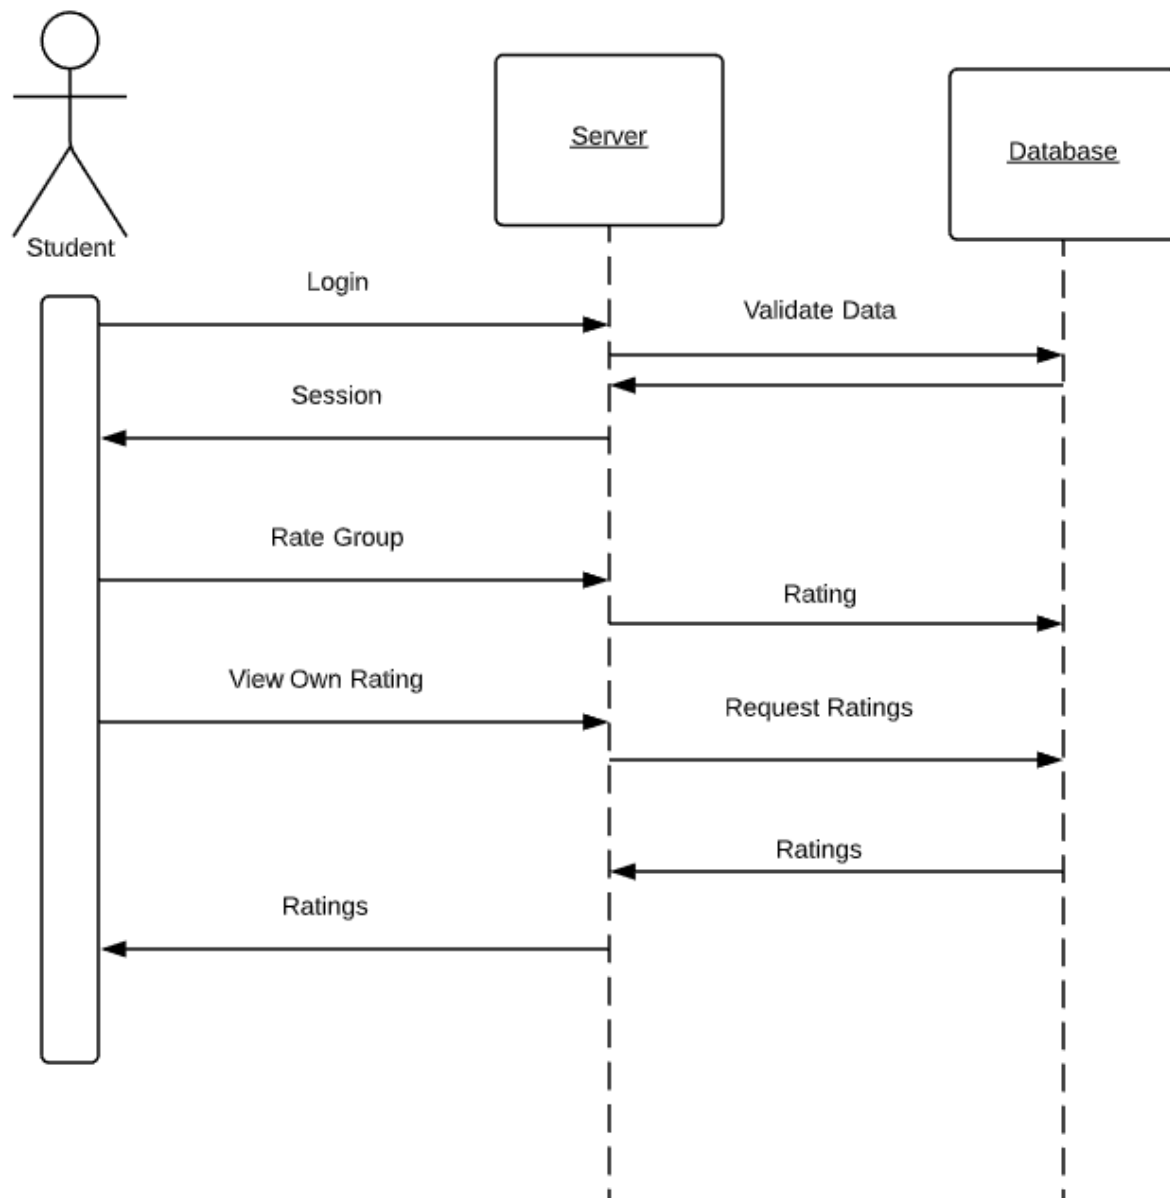 Server
Database
Student
Login
Validate Data
Session
Rate Group
Rating
View Own Rating
Request Ratings
Ratings
Ratings